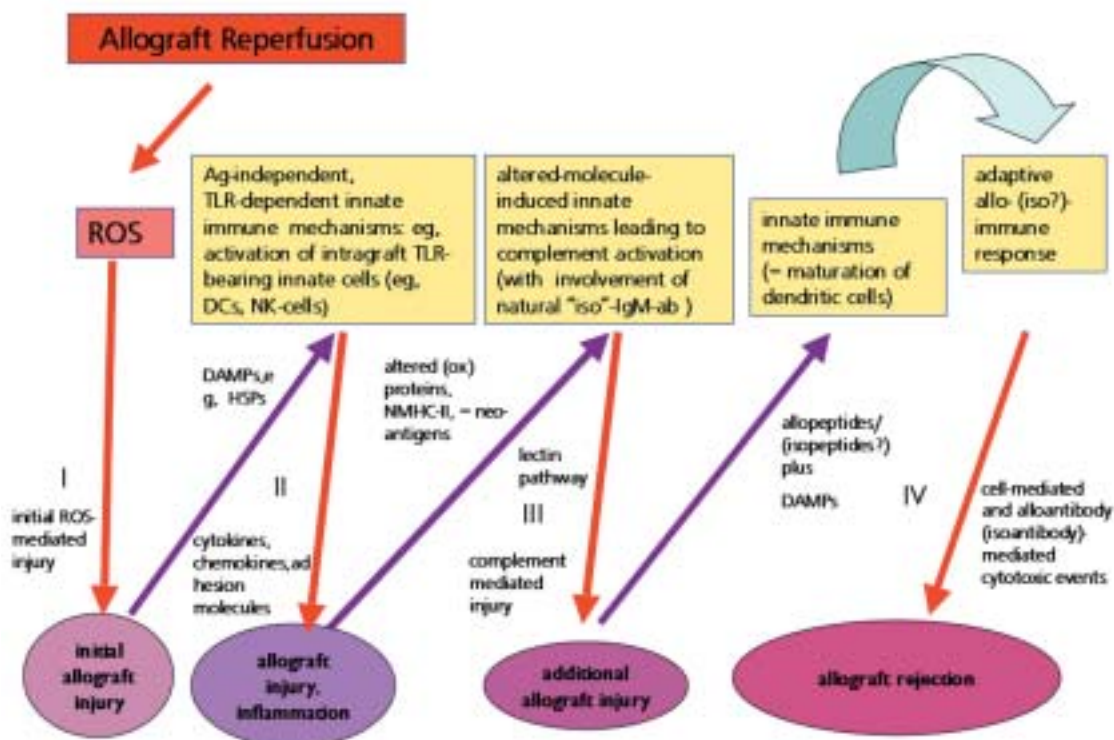 Allograft Reperfusion
ROS
Ag-independent,
TLR-dependent innate
immune mechanisms: eg,
activation of intragraft TLR-
bearing innate cells (eg,
DCs, NK-cells)
altered-molecule-
induced innate
mechanisms leading to
complement activation
(with involvement of
natural "iso"-IgM-ab )
innate immune
mechanisms
(= maturation of
dendritic cells)
adaptive
allo- (iso?)-
immune
response
I
initial ROS-
mediated
injury
DAMPs,e
g, HSPs
II
cytokines,
chemokines,ad
hesion
molecules
altered (ox)
proteins,
NMHC-II, = neo-
antigens
lectin
pathway
III
complement
mediated
injury
allopeptides/
(isopeptides?)
plus
DAMPs
IV
cell-mediated
and alloantibody
(isoantibody)-
mediated
cytotoxic events
initial
allograft
injury
allograft
injury,
inflammation
additional
allograft injury
allograft rejection